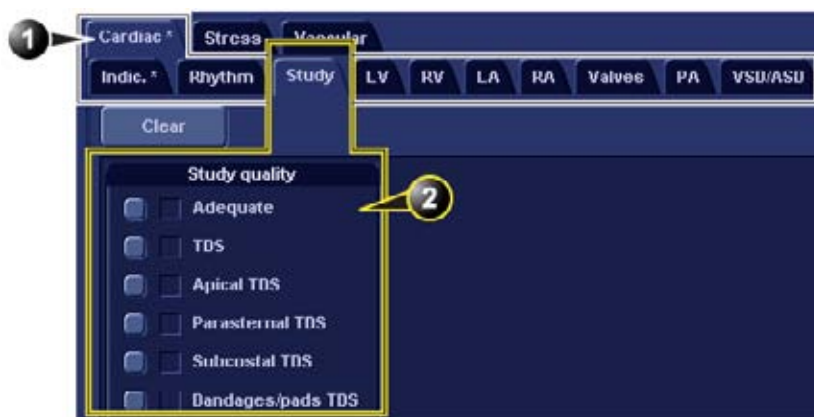 1 Cardiac * Stress Vascular
Indic. * Rhythm Study LV RV LA RA Valves PA VSD/ASD
Clear
Study quality
Adequate 2
TDS
Apical TDS
Parasternal TDS
Subcostal TDS
Bandages/pads TDS